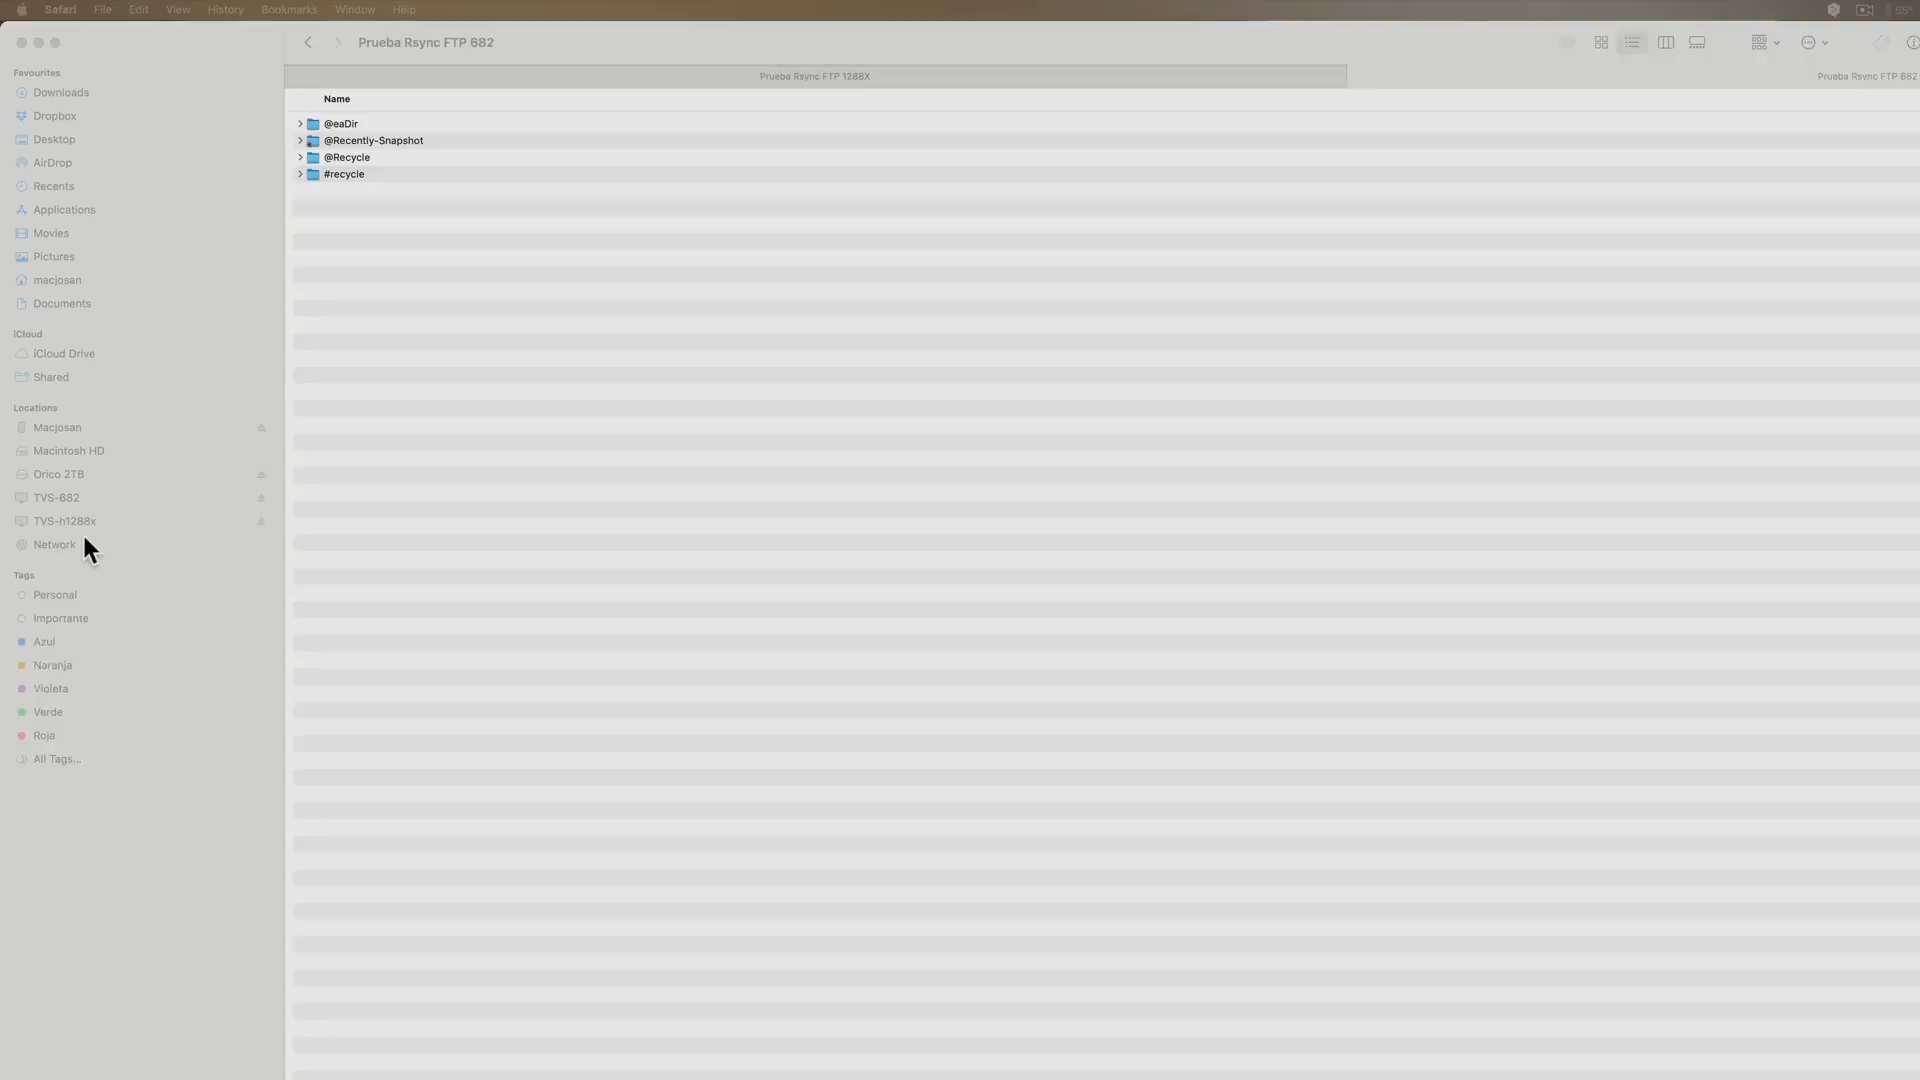 Safari File Edit View History Bookmarks Window Help
55°
Prueba Rsync FTP 682
Prueba Rsync FTP 1288X
Prueba Rsync FTP 682
Favourites
Downloads
Dropbox
Desktop
AirDrop
Recents
Applications
Movies
Pictures
macjosan
Documents
iCloud
iCloud Drive
Shared
Locations
Macjosan
Macintosh HD
Orico 2TB
TVS-682
TVS-h1288x
Network
Tags
Personal
Importante
Azul
Naranja
Violeta
Verde
Roja
All Tags...
Name
@eaDir
@Recently-Snapshot
@Recycle
#recycle